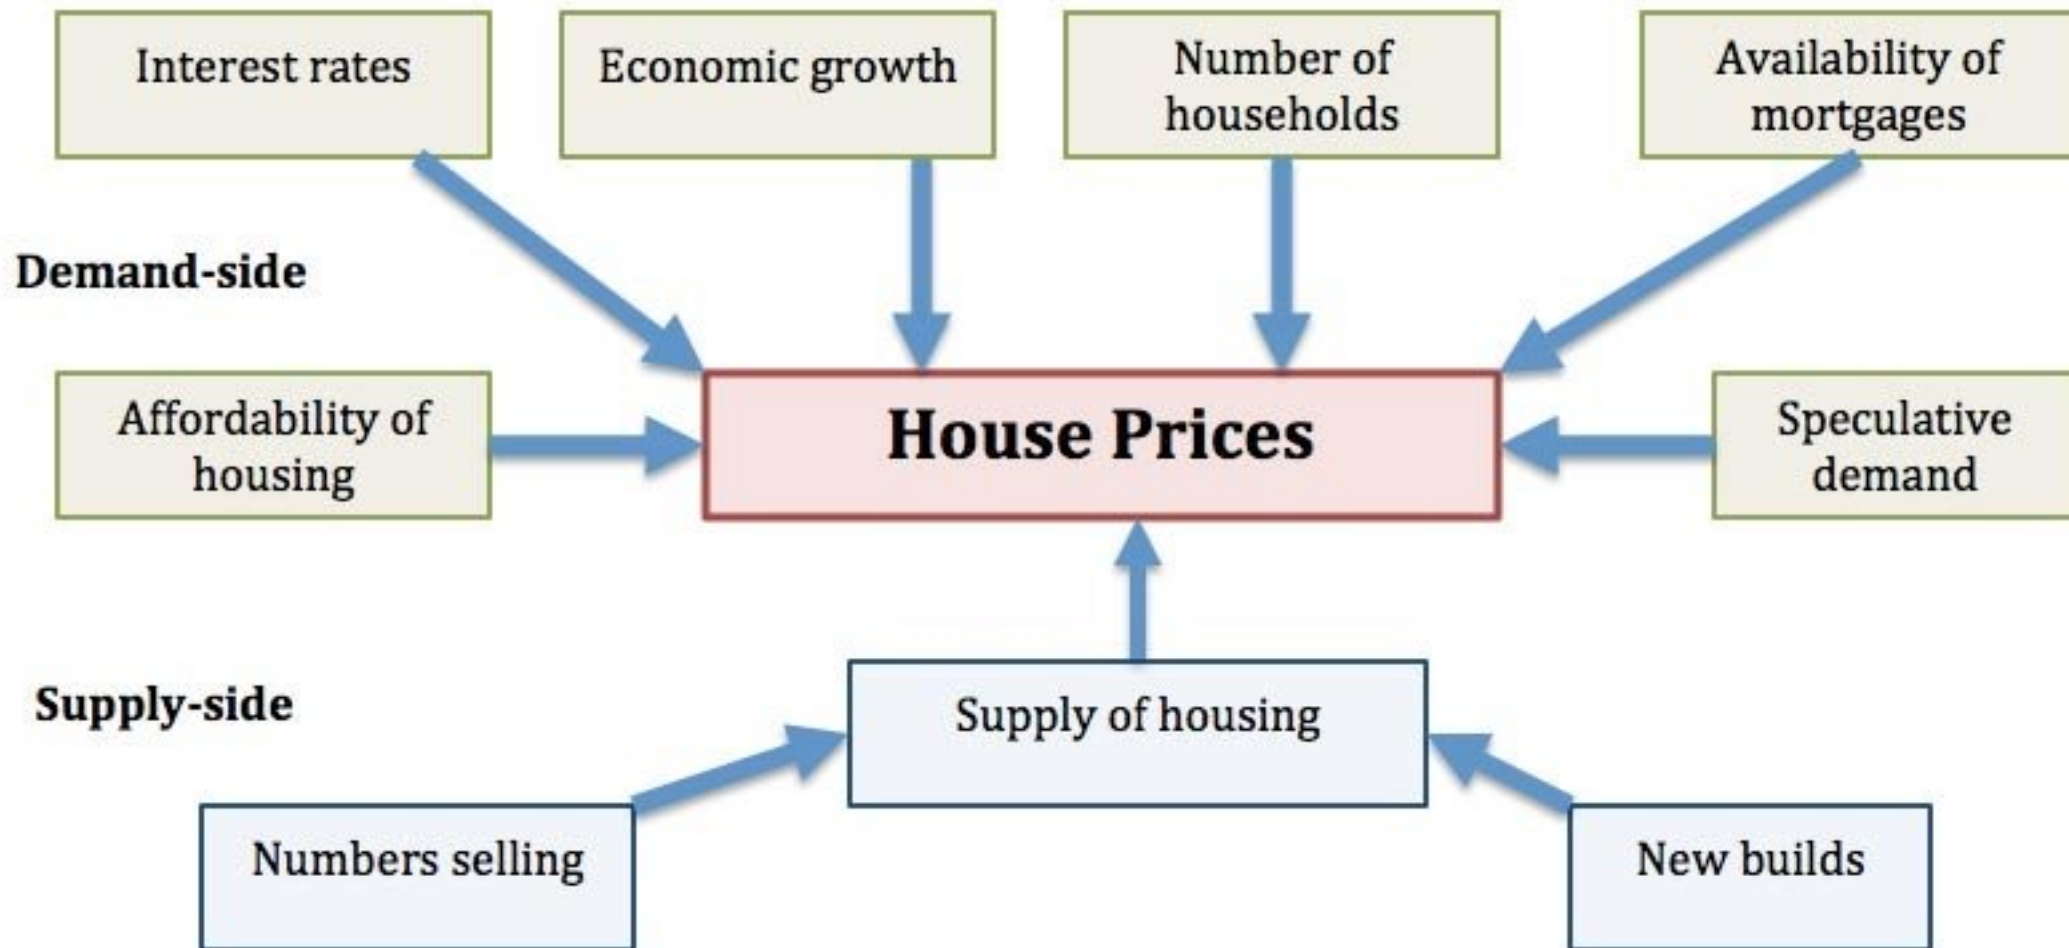 Interest rates
Economic growth
Number of
households
Availability of
mortgages
Demand-side
Affordability of
housing
House Prices
Speculative
demand
Supply-side
Supply of housing
Numbers selling
New builds